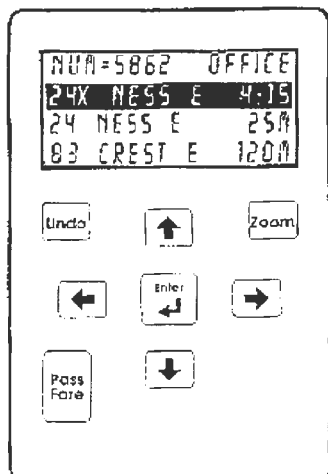 NUM=5862 OFFICE
24X NESS E 4:15
24 NESS E 25M
83 CREST E 120M
Undo
Zoom
Enter
Pass
Fare